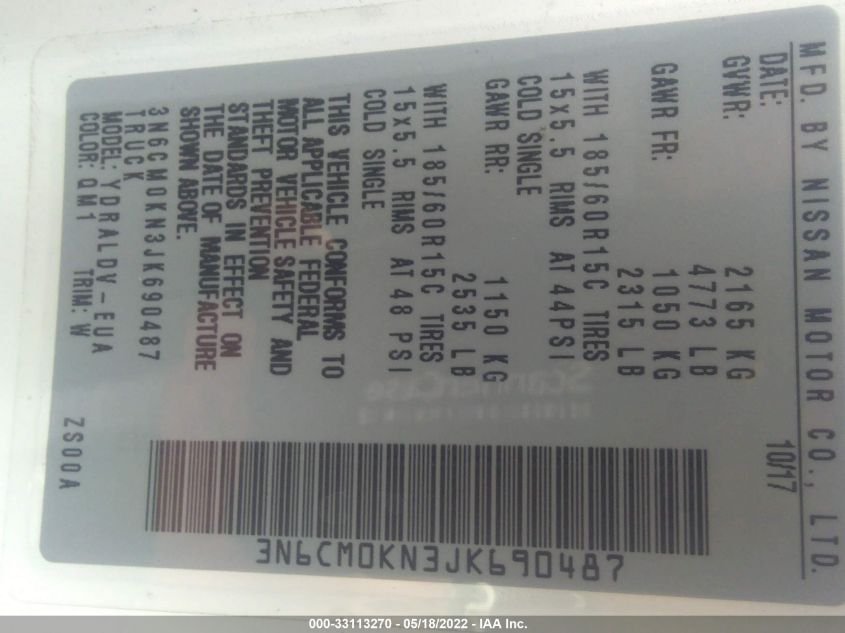 MFD. BY NISSAN MOTOR CO., LTD.
DATE: 10/17
GVWR: 2165 KG
4773 LB
GAWR FR: 1050 KG
2315 LB
WITH 185/60R15C TIRES
15x5.5 RIMS AT 44PSI
COLD SINGLE
GAWR RR: 1150 KG
2535 LB
WITH 185/60R15C TIRES
15x5.5 RIMS AT 48 PSI
COLD SINGLE
THIS VEHICLE CONFORMS TO
ALL APPLICABLE FEDERAL
MOTOR VEHICLE SAFETY AND
THEFT PREVENTION
STANDARDS IN EFFECT ON
THE DATE OF MANUFACTURE
SHOWN ABOVE.
3N6CM0KN3JK690487
TRUCK
MODEL: YDRALDV-EUA
COLOR: QM1 TRIM: W ZS00A
3N6CM0KN3JK690487
000-33113270 - 05/18/2022 - IAA Inc.